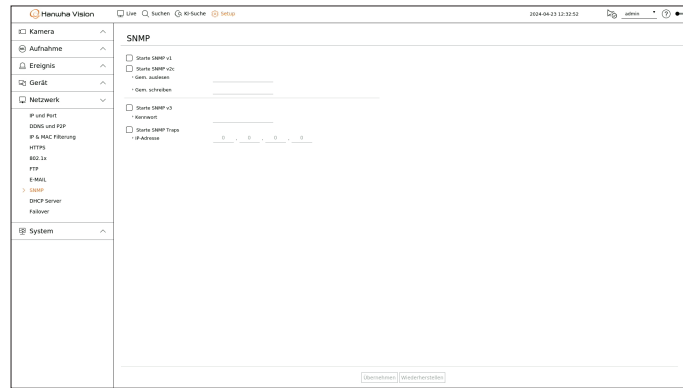 Hanwha Vision
Live Suchen KI-Suche Setup 2024-04-23 12:32:52 admin
Kamera
Aufnahme
Ereignis
Gerät
Netzwerk
IP und Port
DDNS und P2P
IP & MAC Filterung
HTTPS
802.1x
FTP
E-MAIL
> SNMP
DHCP Server
Failover
System
SNMP
Starte SNMP v1
Starte SNMP v2c
• Gem. auslesen
• Gem. schreiben
Starte SNMP v3
• Kennwort
Starte SNMP Traps
• IP-Adresse 0 . 0 . 0 . 0
Übernehmen Wiederherstellen